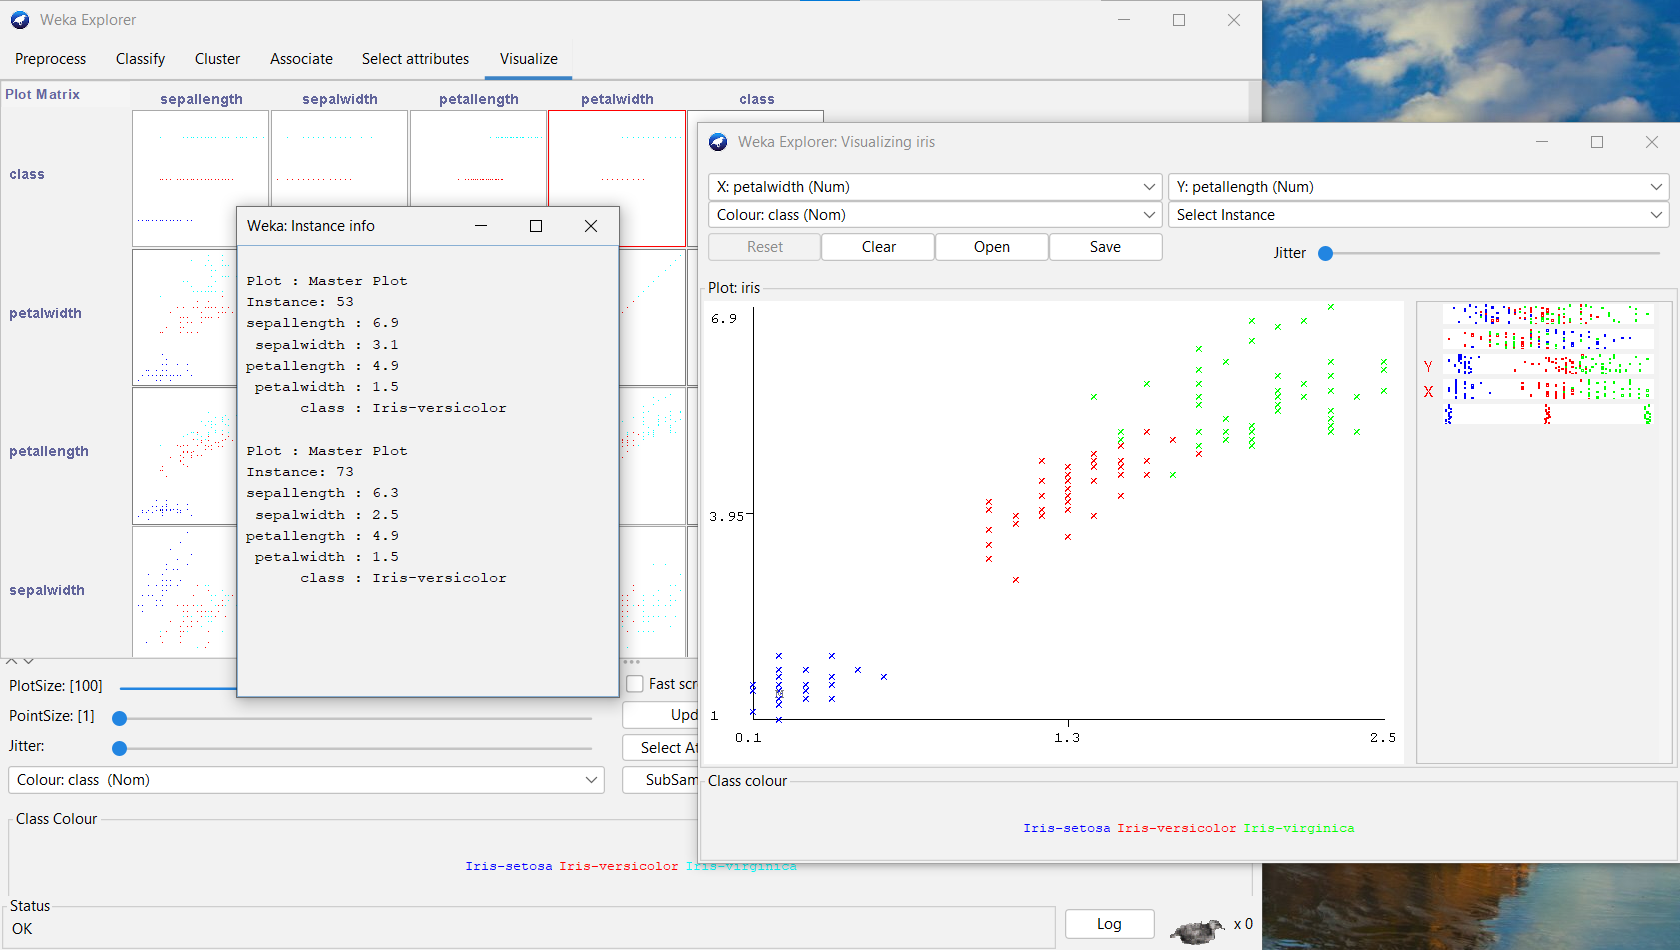 Weka Explorer
Preprocess Classify Cluster Associate Select attributes Visualize
Plot Matrix
sepallength sepalwidth petallength petalwidth class
class
petalwidth
petallength
sepalwidth
Weka: Instance info
Plot : Master Plot
Instance: 53
sepallength : 6.9
sepalwidth : 3.1
petallength : 4.9
petalwidth : 1.5
class : Iris-versicolor
Plot : Master Plot
Instance: 73
sepallength : 6.3
sepalwidth : 2.5
petallength : 4.9
petalwidth : 1.5
class : Iris-versicolor
PlotSize: [100]
PointSize: [1]
Jitter:
Colour: class (Nom)
Fast scr
Upd
Select At
SubSam
Class Colour
Iris-setosa Iris-versicolor Iris-virginica
Status
OK
Log
x 0
Weka Explorer: Visualizing iris
X: petalwidth (Num) Y: petallength (Num)
Colour: class (Nom) Select Instance
Reset Clear Open Save Jitter
Plot: iris
6.9
3.95
1
0.1 1.3 2.5
Y
X
Class colour
Iris-setosa Iris-versicolor Iris-virginica